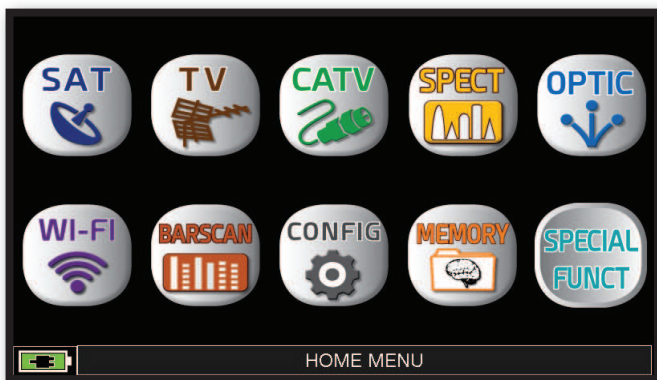 SAT TV CATV SPECT OPTIC
WI-FI BARSCAN CONFIG MEMORY SPECIAL
FUNCT
HOME MENU